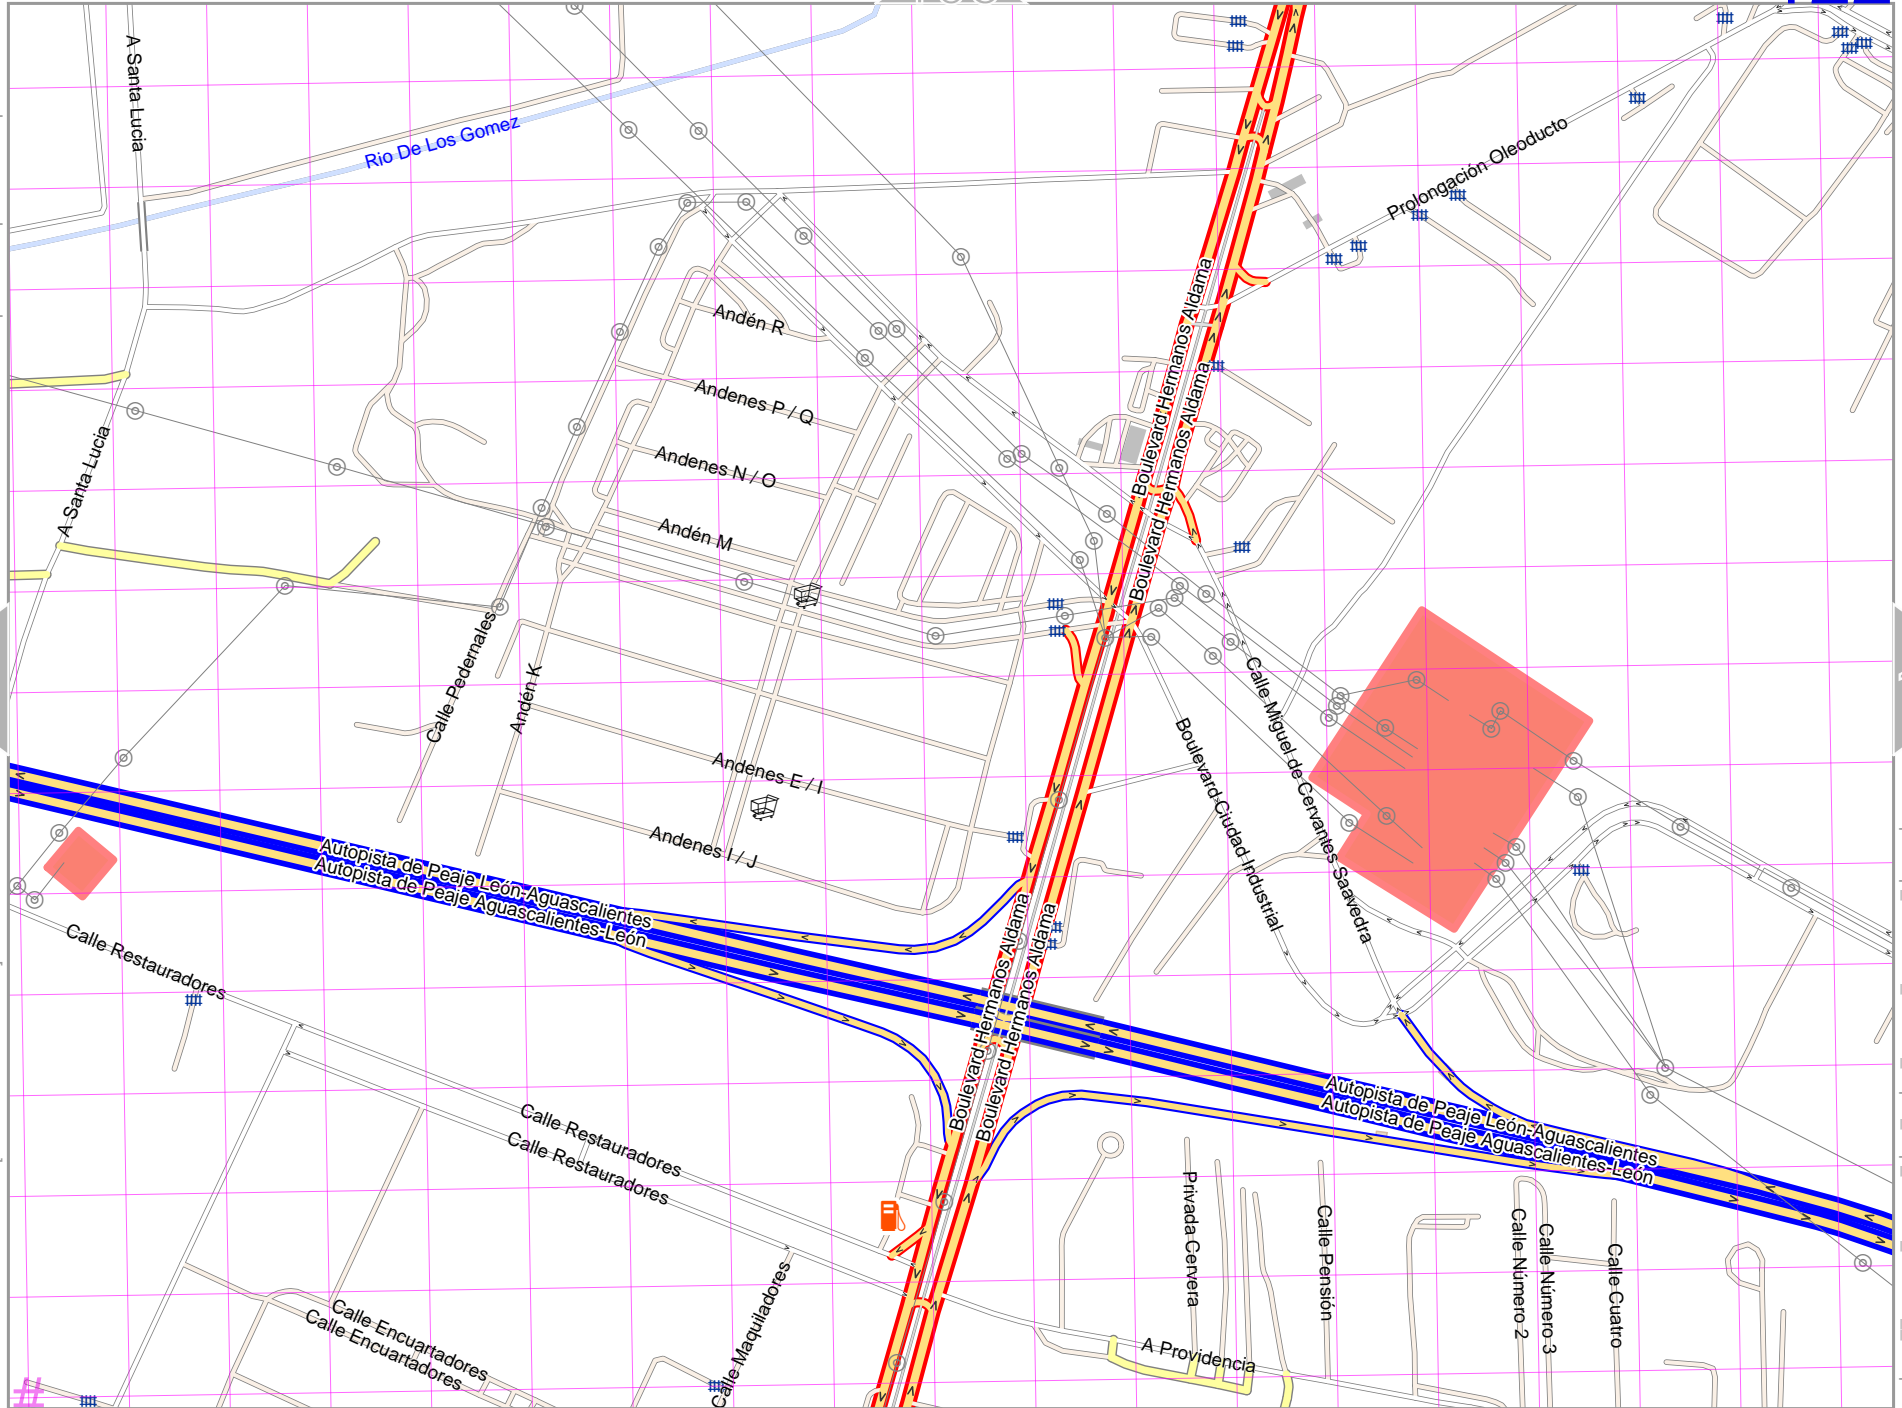 A Santa Lucia
Rio De Los Gomez
Prolongación Oleoducto
Andén R
Boulevard Hermanos Aldama
Boulevard Hermanos Aldama
Andenes P / Q
A Santa Lucia
Andenes N / O
Andén M
Calle Pedernales
Andén K
Calle Miguel de Cervantes Saavedra
Boulevard Ciudad Industrial
Andenes E / I
Andenes I / J
Autopista de Peaje León-Aguascalientes
Autopista de Peaje Aguascalientes-León
Boulevard Hermanos Aldama
Boulevard Hermanos Aldama
Calle Restauradores
Autopista de Peaje León-Aguascalientes
Autopista de Peaje Aguascalientes-León
Calle Restauradores
Calle Restauradores
Privada Cervera
Calle Pensión
Calle Número 2
Calle Número 3
Calle Cuatro
Calle Maquiladores
Calle Encuartadores
Calle Encuartadores
A Providencia
#